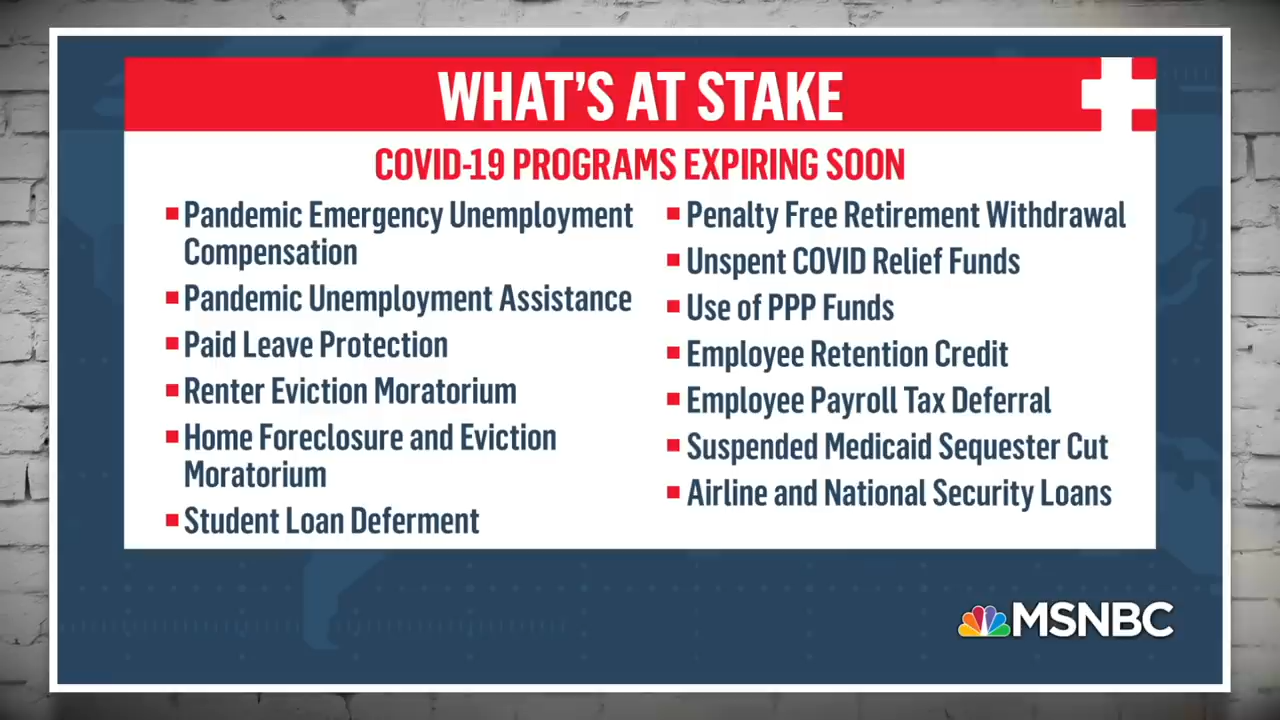 WHAT'S AT STAKE
COVID-19 PROGRAMS EXPIRING SOON
Pandemic Emergency Unemployment
Compensation
Pandemic Unemployment Assistance
Paid Leave Protection
Renter Eviction Moratorium
Home Foreclosure and Eviction
Moratorium
Student Loan Deferment
Penalty Free Retirement Withdrawal
Unspent COVID Relief Funds
Use of PPP Funds
Employee Retention Credit
Employee Payroll Tax Deferral
Suspended Medicaid Sequester Cut
Airline and National Security Loans
MSNBC